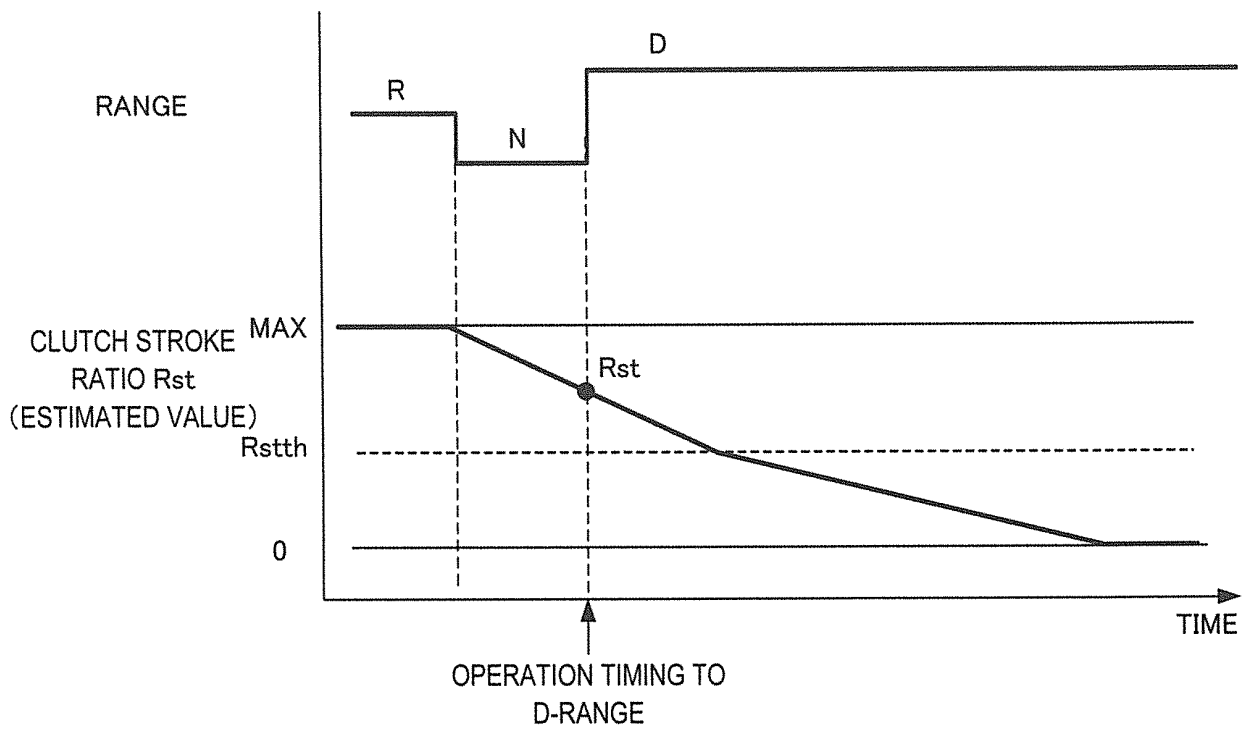 D
R
RANGE
N
MAX
CLUTCH STROKE
RATIO Rst
(ESTIMATED VALUE)
Rst
Rstth
0
TIME
OPERATION TIMING TO
D-RANGE